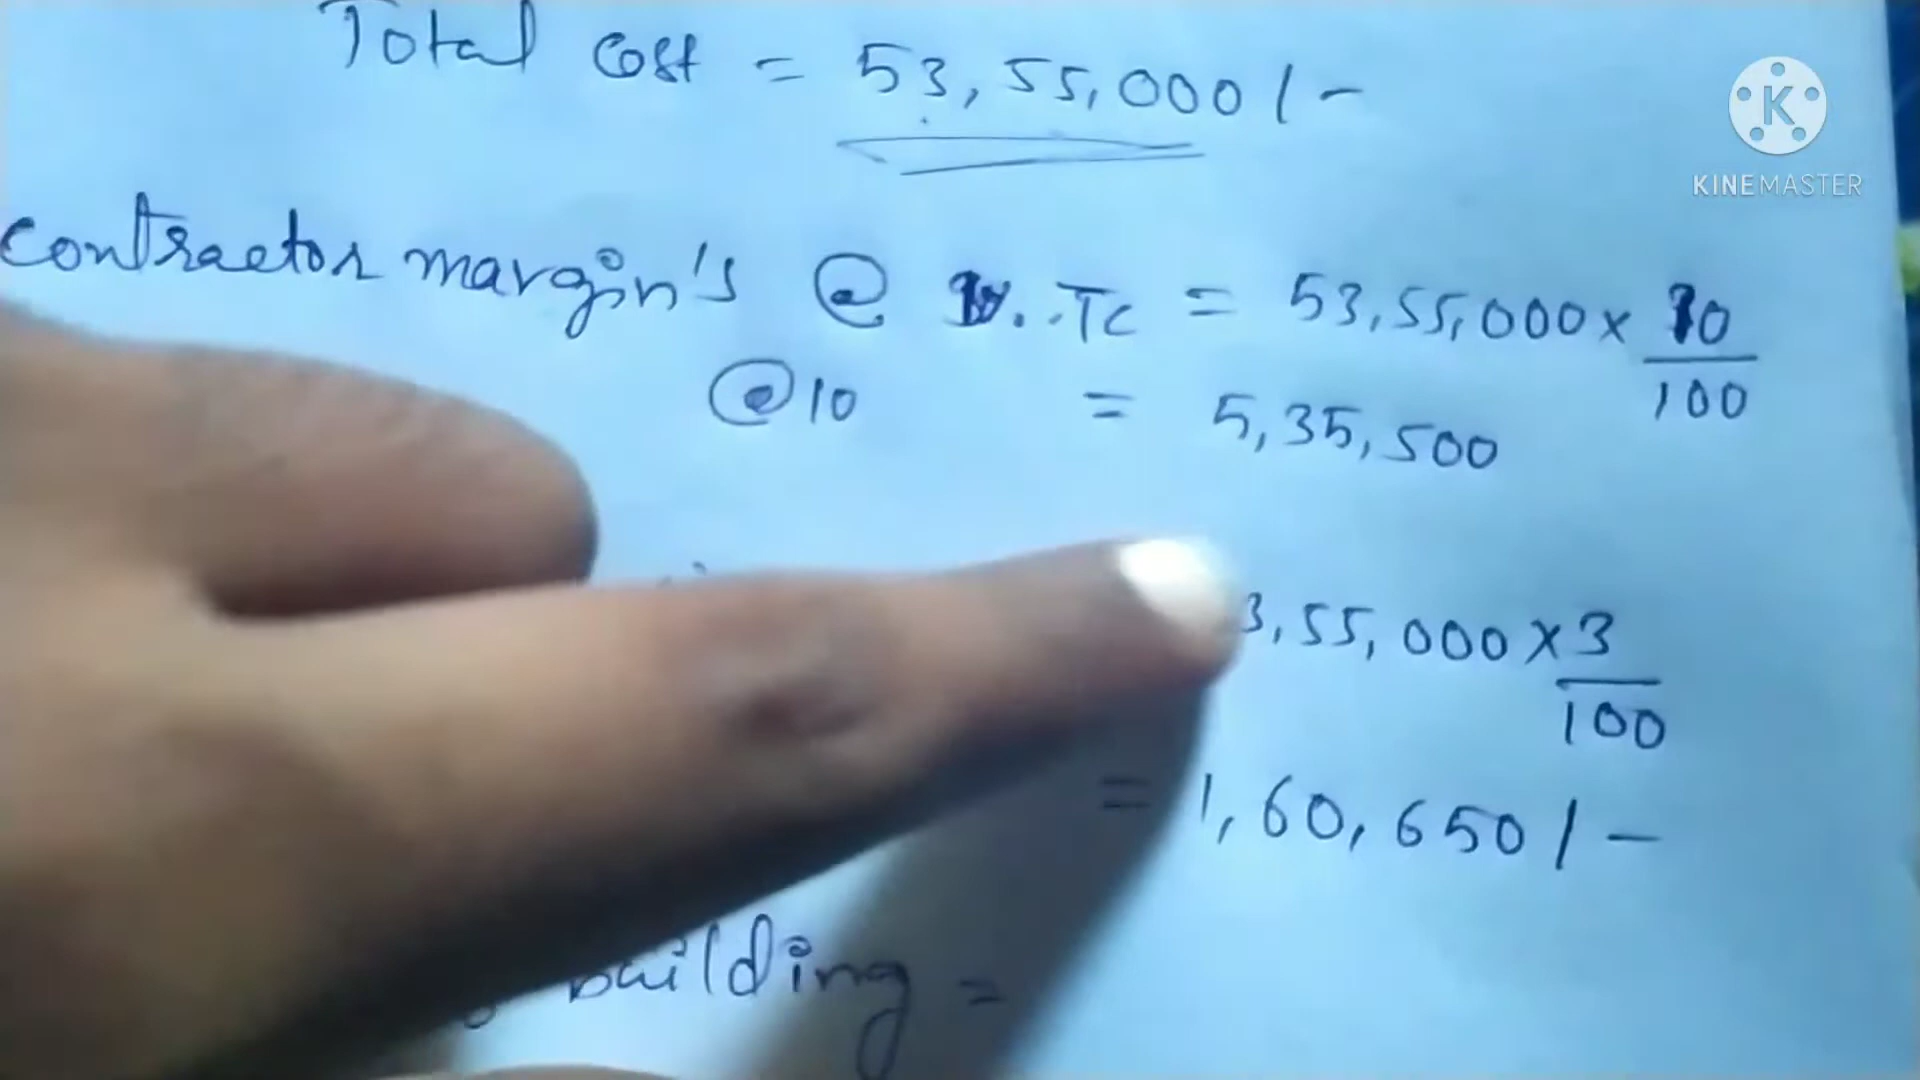 Total cost = 53,55,000/-
KINEMASTER
contractor margin's @ TC = 53,55,000 x 10/100
@10 = 5,35,500
3,55,000 x 3/100
= 1,60,650/-
building =